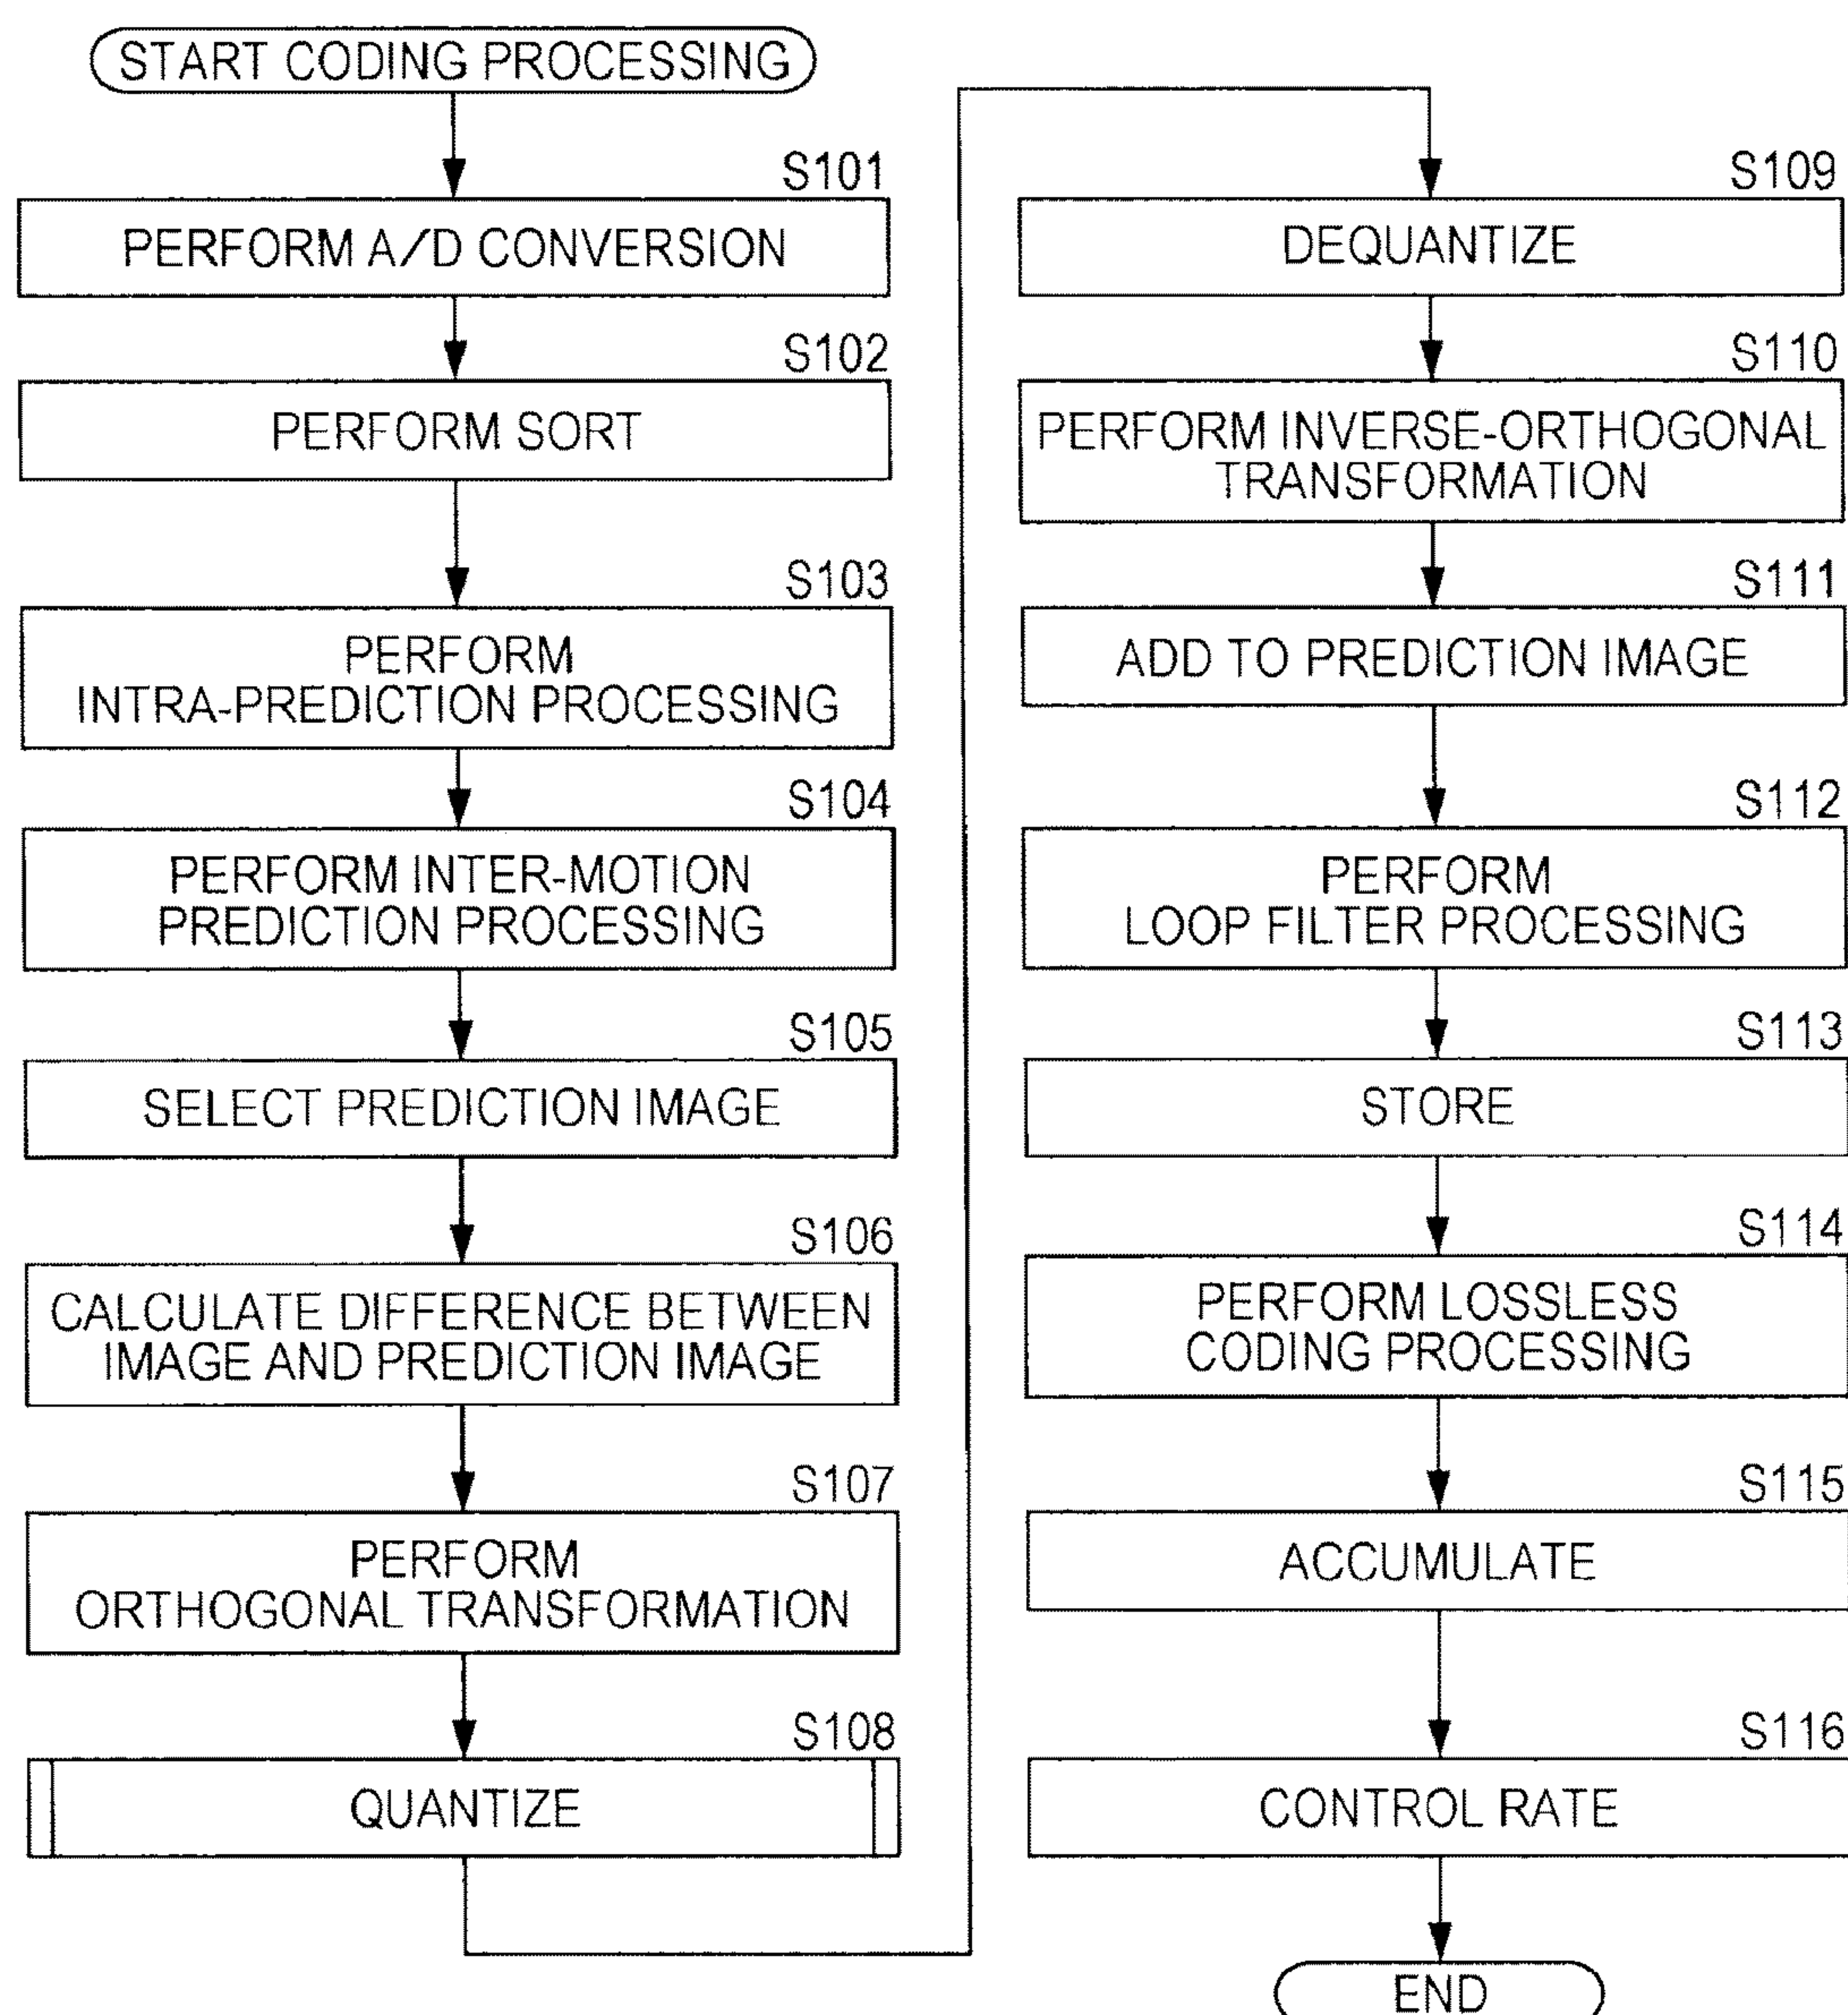 START CODING PROCESSING
S101
PERFORM A/D CONVERSION
S102
PERFORM SORT
S103
PERFORM
INTRA-PREDICTION PROCESSING
S104
PERFORM INTER-MOTION
PREDICTION PROCESSING
S105
SELECT PREDICTION IMAGE
S106
CALCULATE DIFFERENCE BETWEEN
IMAGE AND PREDICTION IMAGE
S107
PERFORM
ORTHOGONAL TRANSFORMATION
S108
QUANTIZE
S109
DEQUANTIZE
S110
PERFORM INVERSE-ORTHOGONAL
TRANSFORMATION
S111
ADD TO PREDICTION IMAGE
S112
PERFORM
LOOP FILTER PROCESSING
S113
STORE
S114
PERFORM LOSSLESS
CODING PROCESSING
S115
ACCUMULATE
S116
CONTROL RATE
END